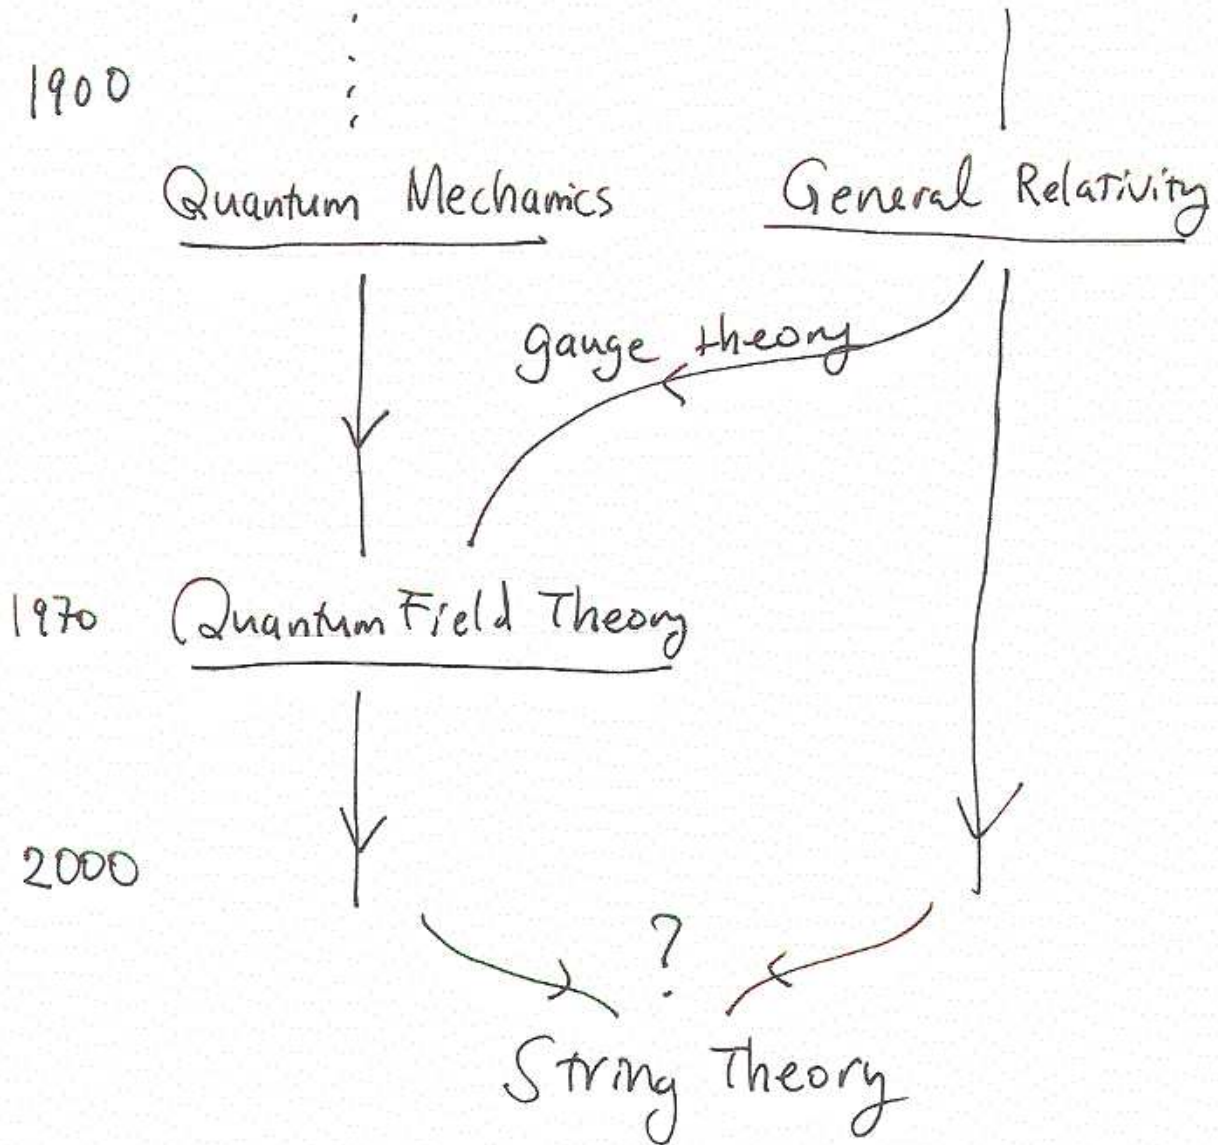 1900
Quantum Mechanics General Relativity
gauge theory
1970 Quantum Field Theory
2000
?
String Theory